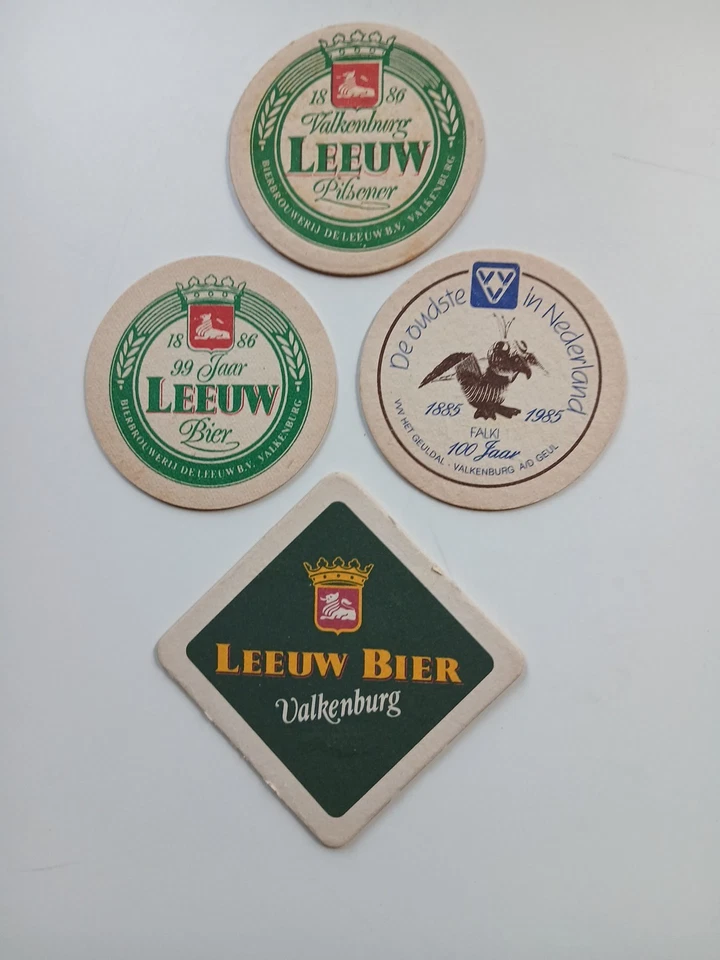 18 86
Valkenburg
LEEUW
Pilsener
BIERBROUWERIJ DE LEEUW B.V. VALKENBURG
18 86
99 Jaar
LEEUW
Bier
BIERBROUWERIJ DE LEEUW B.V. VALKENBURG
De oudste VVV in Nederland
1885 1985
FALKI
100 Jaar
VVV HET GEULDAL - VALKENBURG A/D GEUL
LEEUW BIER
Valkenburg